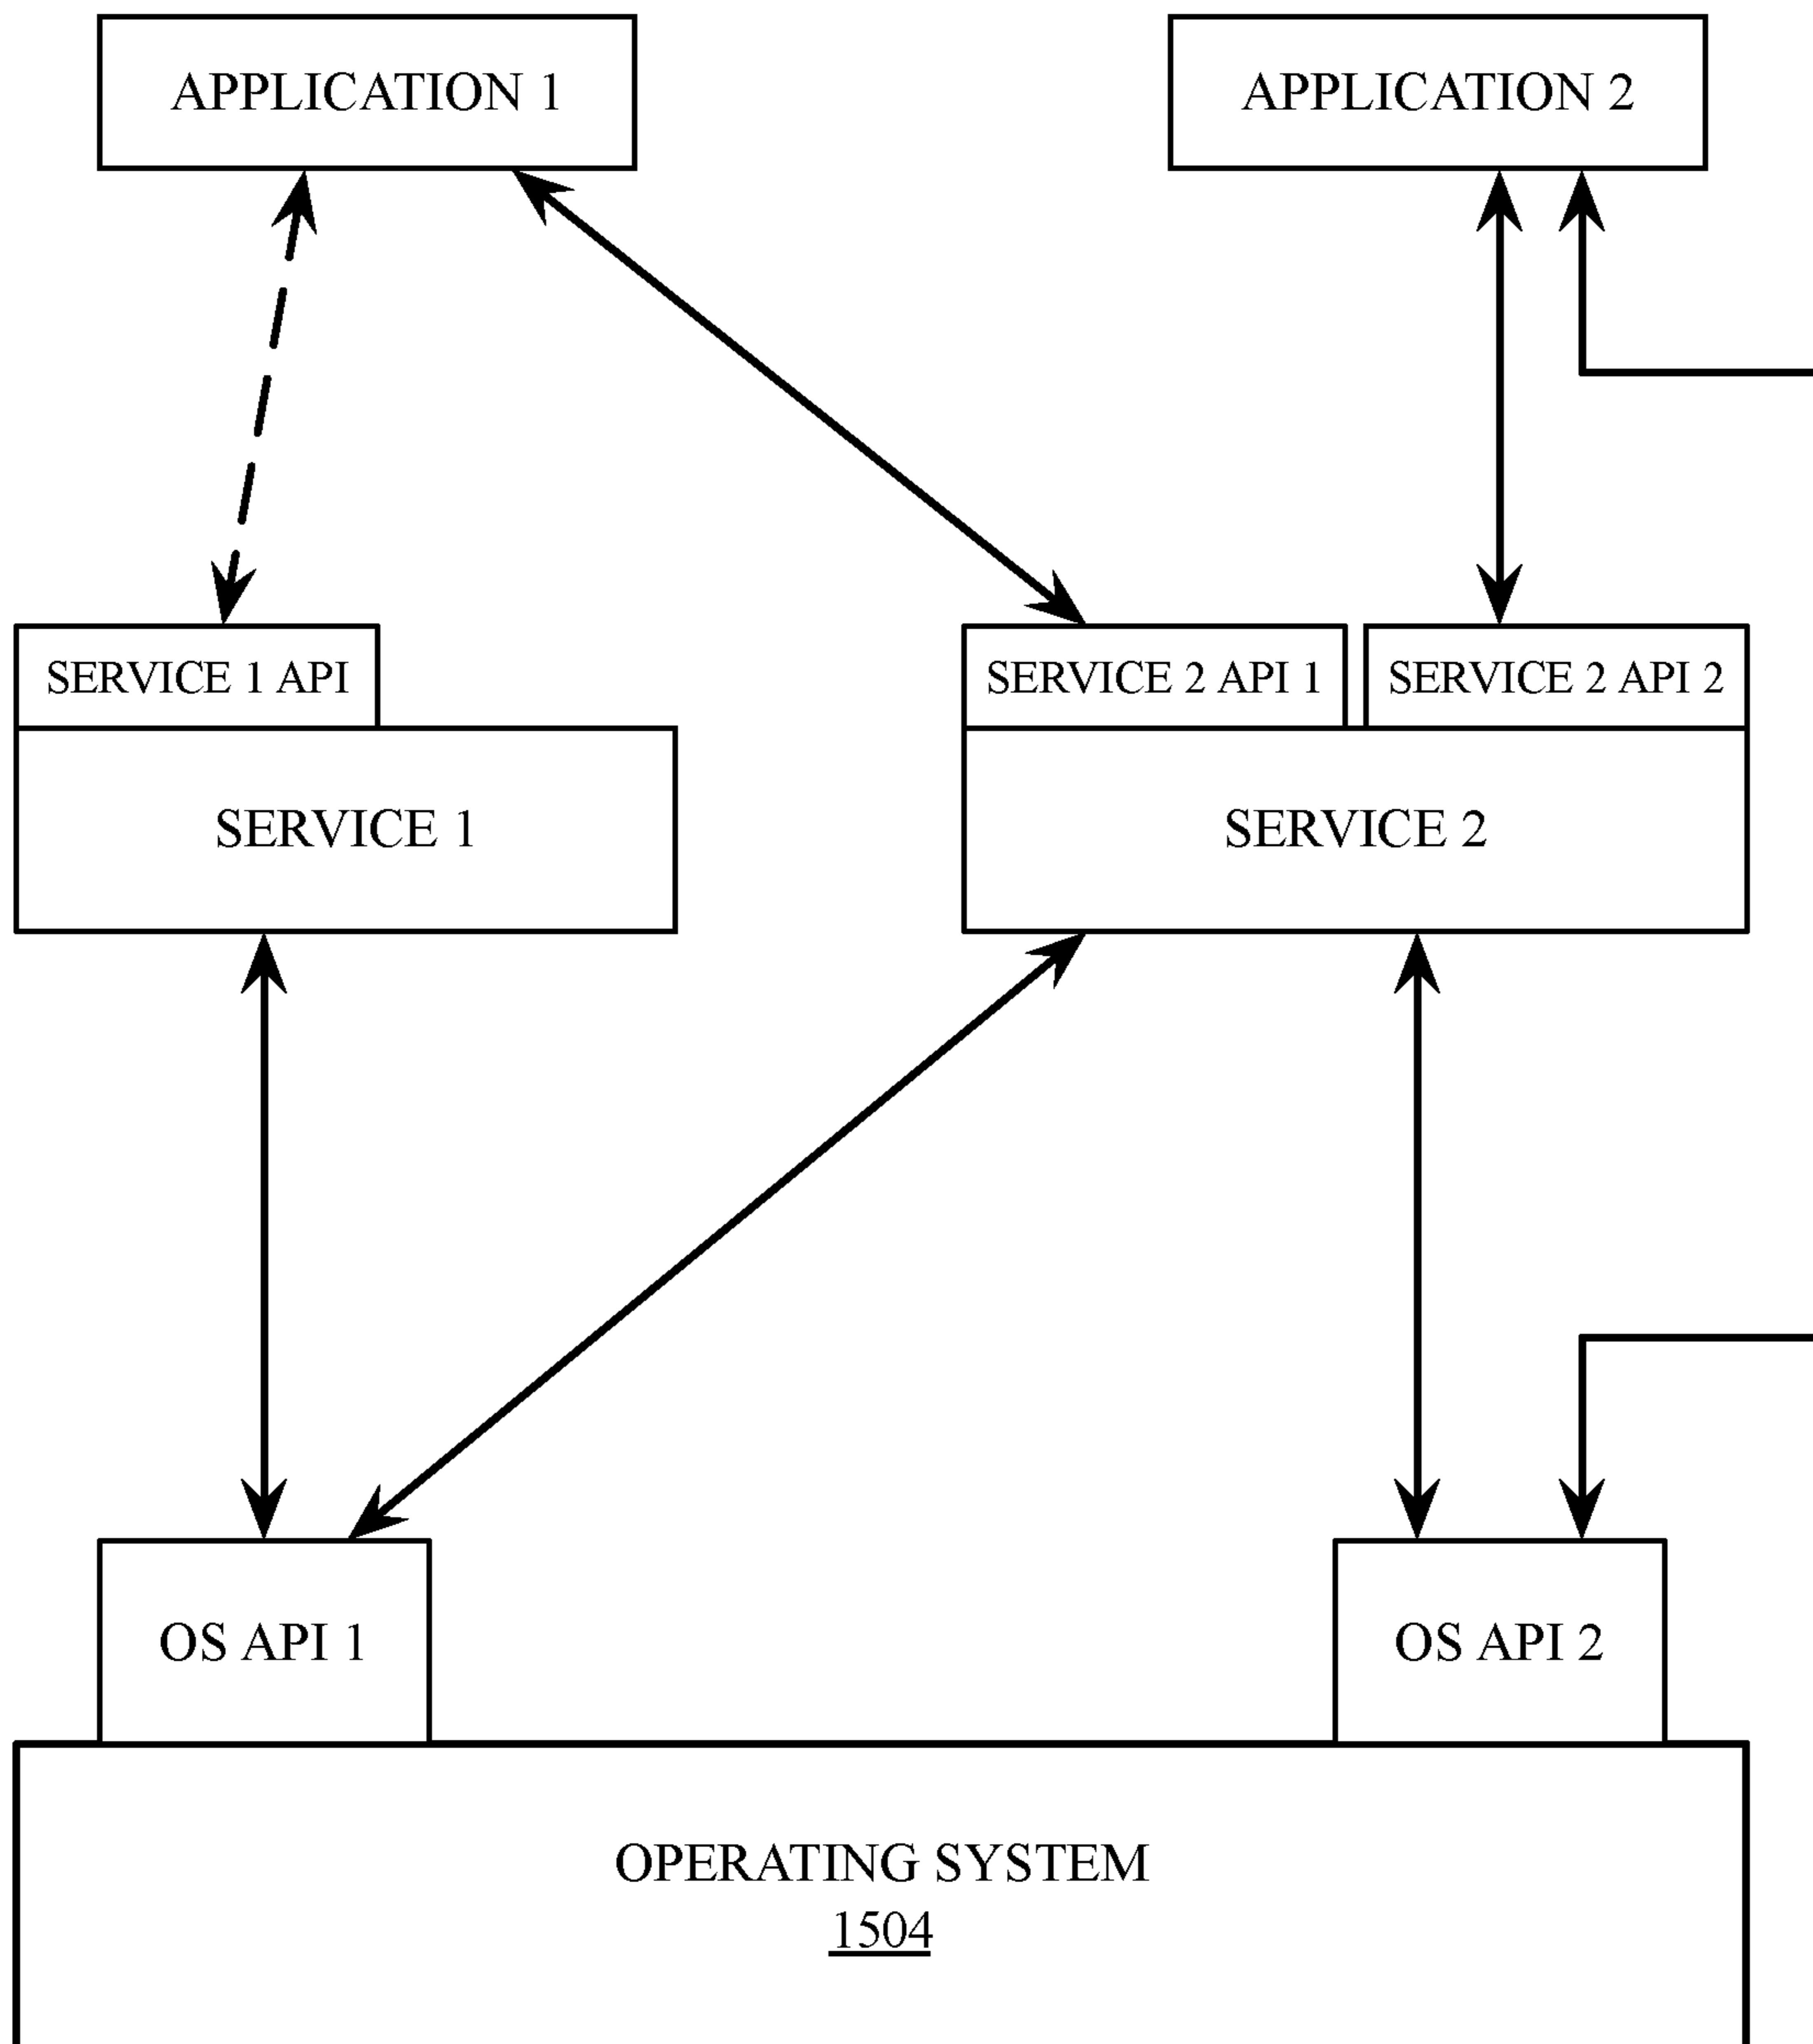 APPLICATION 1
APPLICATION 2
SERVICE 1 API
SERVICE 2 API 1
SERVICE 2 API 2
SERVICE 1
SERVICE 2
OS API 1
OS API 2
OPERATING SYSTEM
1504